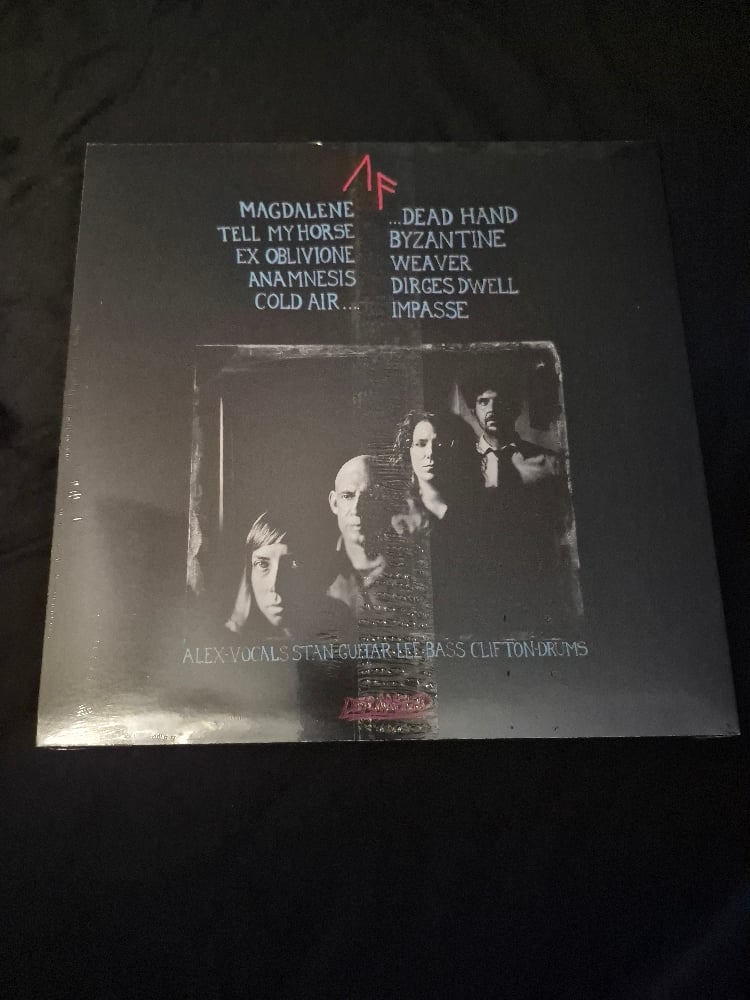 ΛF
MAGDALENE
TELL MY HORSE
EX OBLIVIONE
ANAMNESIS
COLD AIR....
...DEAD HAND
BYZANTINE
WEAVER
DIRGES DWELL
IMPASSE
ALEX-VOCALS STAN-GUITAR-LEE-BASS CLIFTON-DRUMS